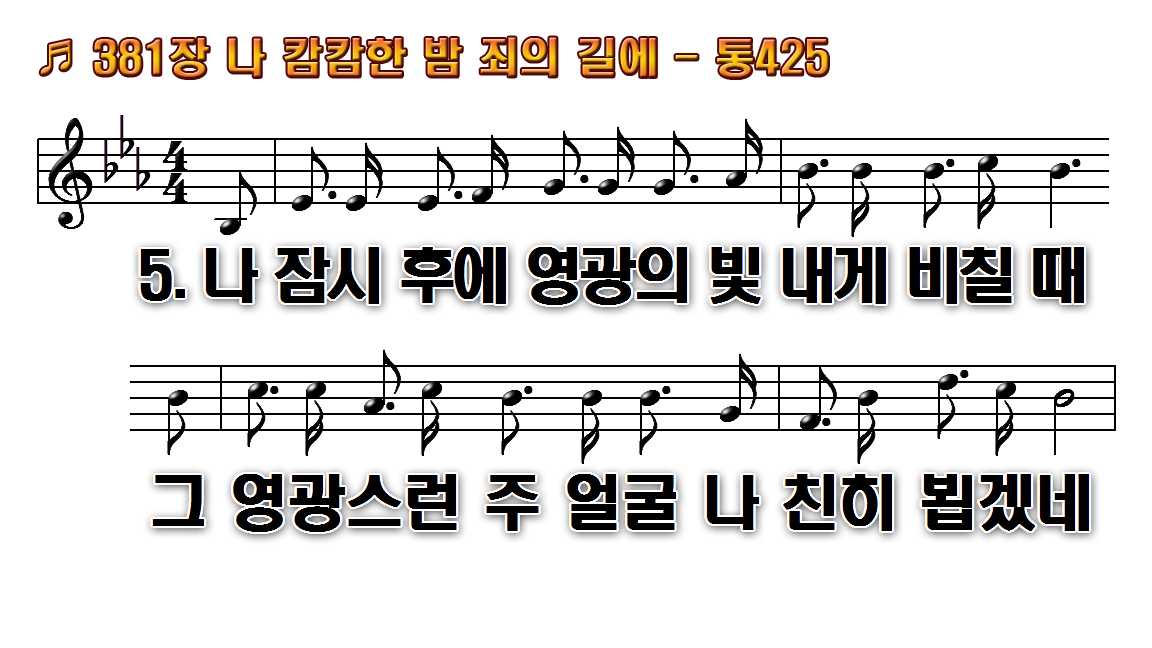 381장 나 캄캄한 밤 죄의 길에 - 통425
4
4
5. 나 잠시 후에 영광의 빛 내게 비칠 때
그 영광스런 주 얼굴 나 친히 뵙겠네